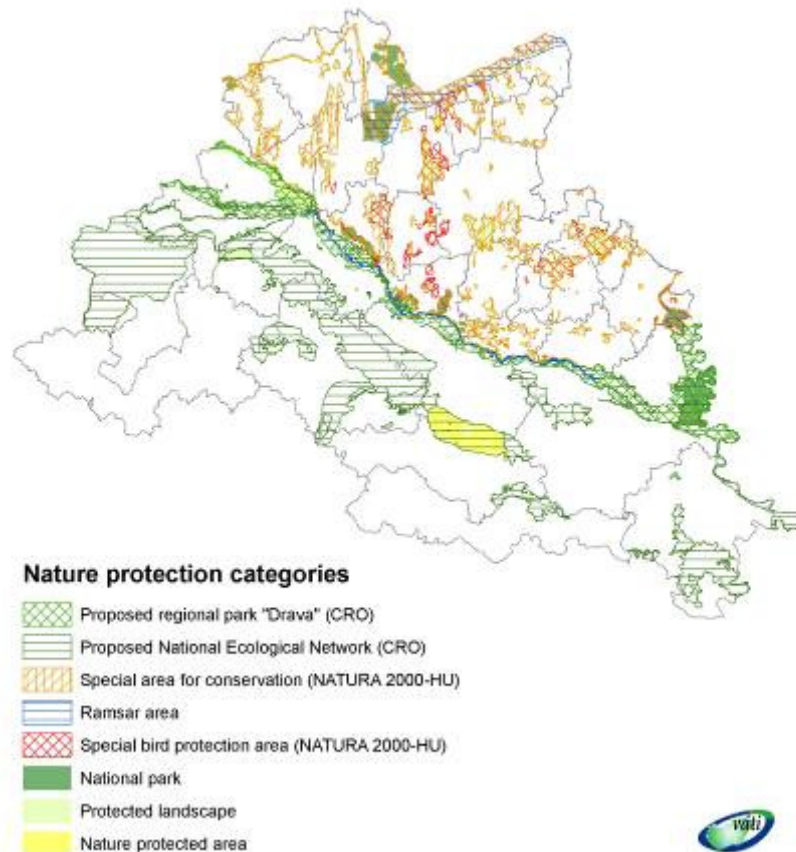 Nature protection categories
Proposed regional park "Drava" (CRO)
Proposed National Ecological Network (CRO)
Special area for conservation (NATURA 2000-HU)
Ramsar area
Special bird protection area (NATURA 2000-HU)
National park
Protected landscape
Nature protected area
váti